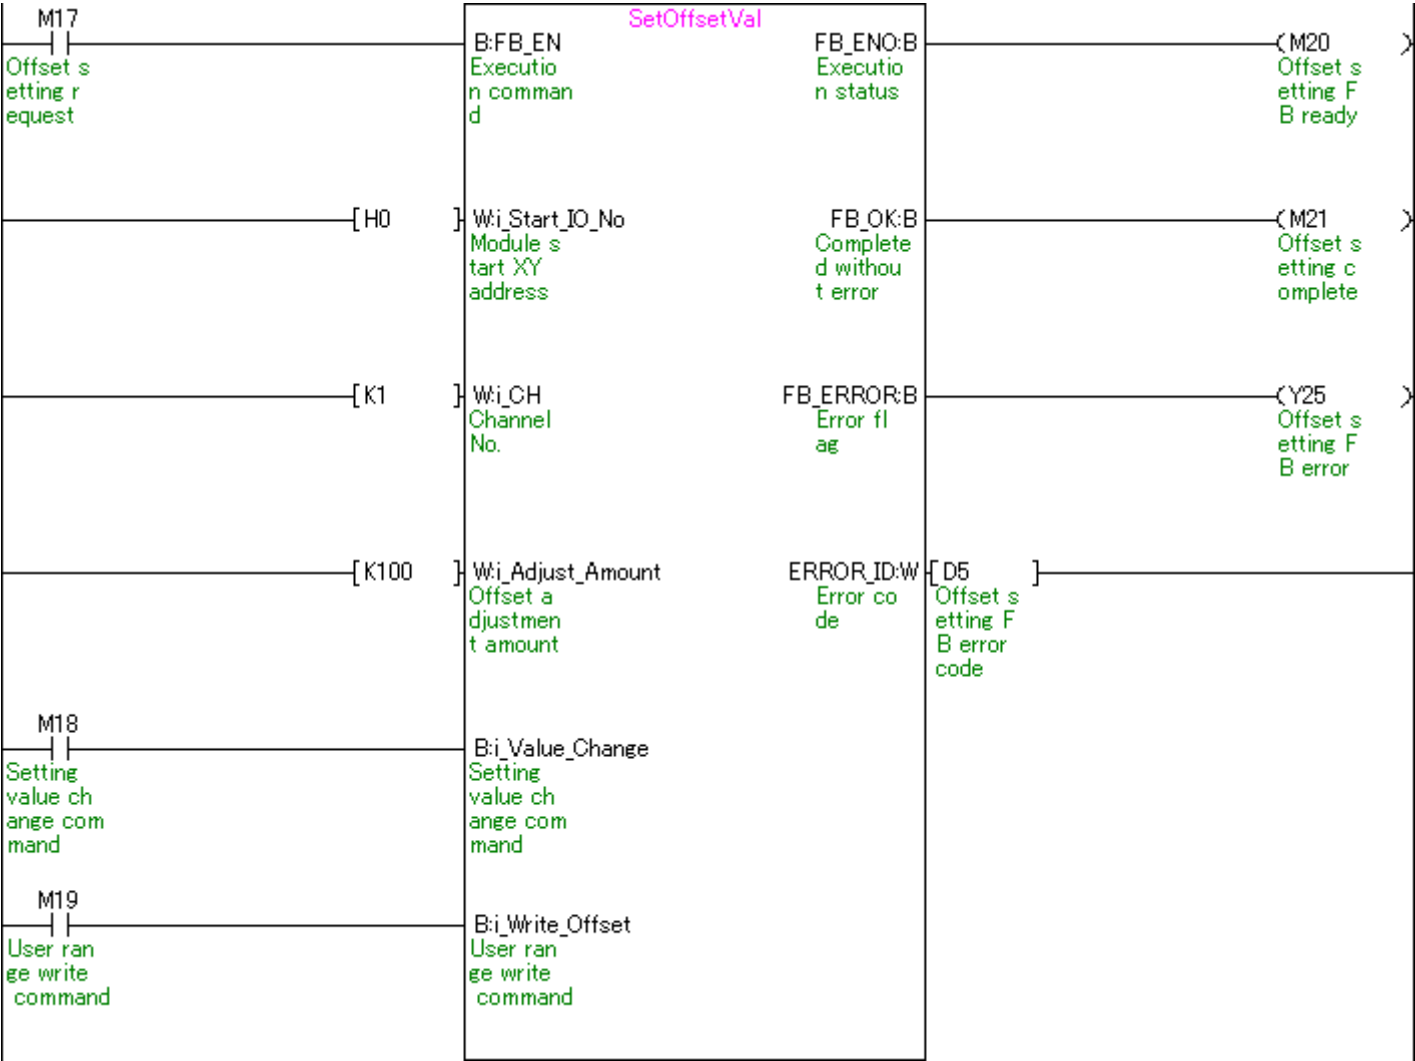 M17
SetOffsetVal
B:FB_EN
FB_ENO:B
M20
Offset s
etting r
equest
Executio
n comman
d
Executio
n status
Offset s
etting F
B ready
H0
W:i_Start_IO_No
FB_OK:B
M21
Module s
tart XY
address
Complete
d withou
t error
Offset s
etting c
omplete
K1
W:i_CH
FB_ERROR:B
Y25
Channel
No.
Error fl
ag
Offset s
etting F
B error
K100
W:i_Adjust_Amount
ERROR_ID:W
D5
Offset a
djustmen
t amount
Error co
de
Offset s
etting F
B error
code
M18
B:i_Value_Change
Setting
value ch
ange com
mand
Setting
value ch
ange com
mand
M19
B:i_Write_Offset
User ran
ge write
command
User ran
ge write
command